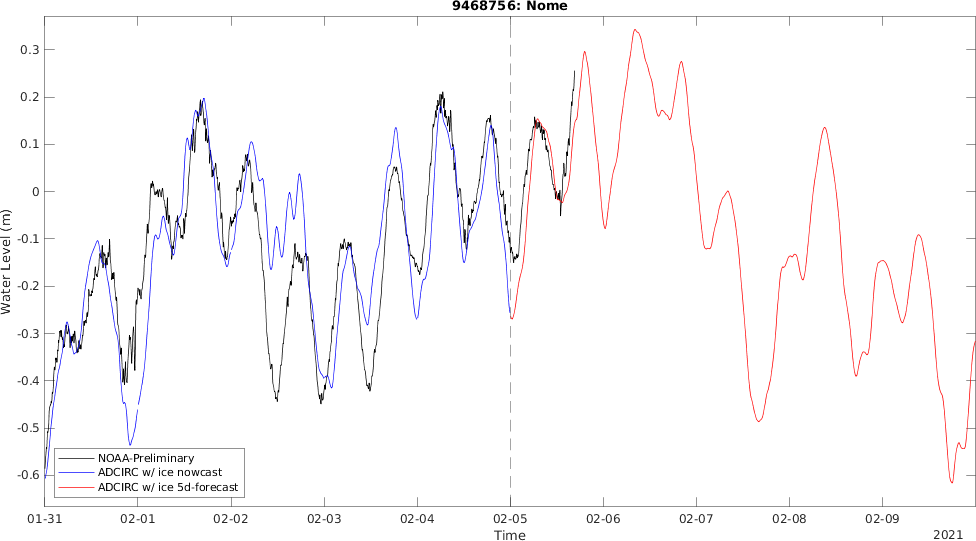 9468756: Nome
0.3
0.2
0.1
0
-0.1
-0.2
-0.3
-0.4
-0.5
-0.6
Water Level (m)
NOAA-Preliminary
ADCIRC w/ ice nowcast
ADCIRC w/ ice 5d-forecast
01-31 02-01 02-02 02-03 02-04 02-05 02-06 02-07 02-08 02-09
Time
2021